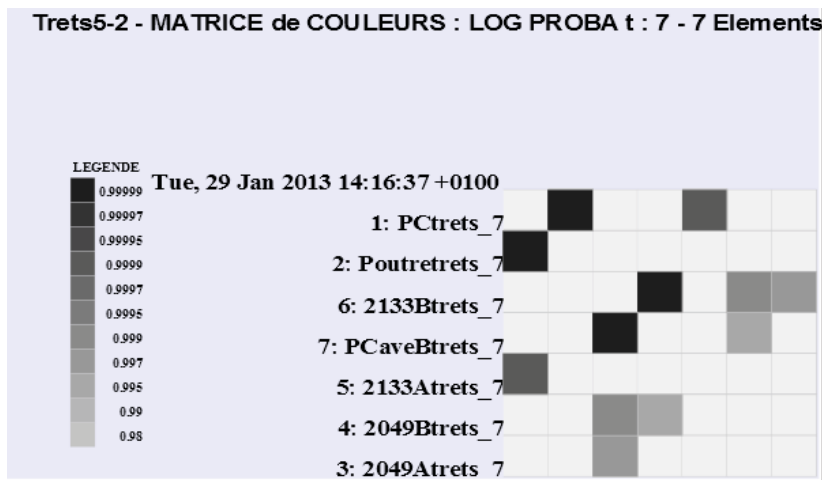 Trets5-2 - MATRICE de COULEURS : LOG PROBA t : 7 - 7 Elements
LEGENDE
0.99999
0.99997
0.99995
0.9999
0.9997
0.9995
0.999
0.997
0.995
0.99
0.98
Tue, 29 Jan 2013 14:16:37 +0100
1: PCtrets_7
2: Poutretrets_7
6: 2133Btrets_7
7: PCaveBtrets_7
5: 2133Atrets_7
4: 2049Btrets_7
3: 2049Atrets_7